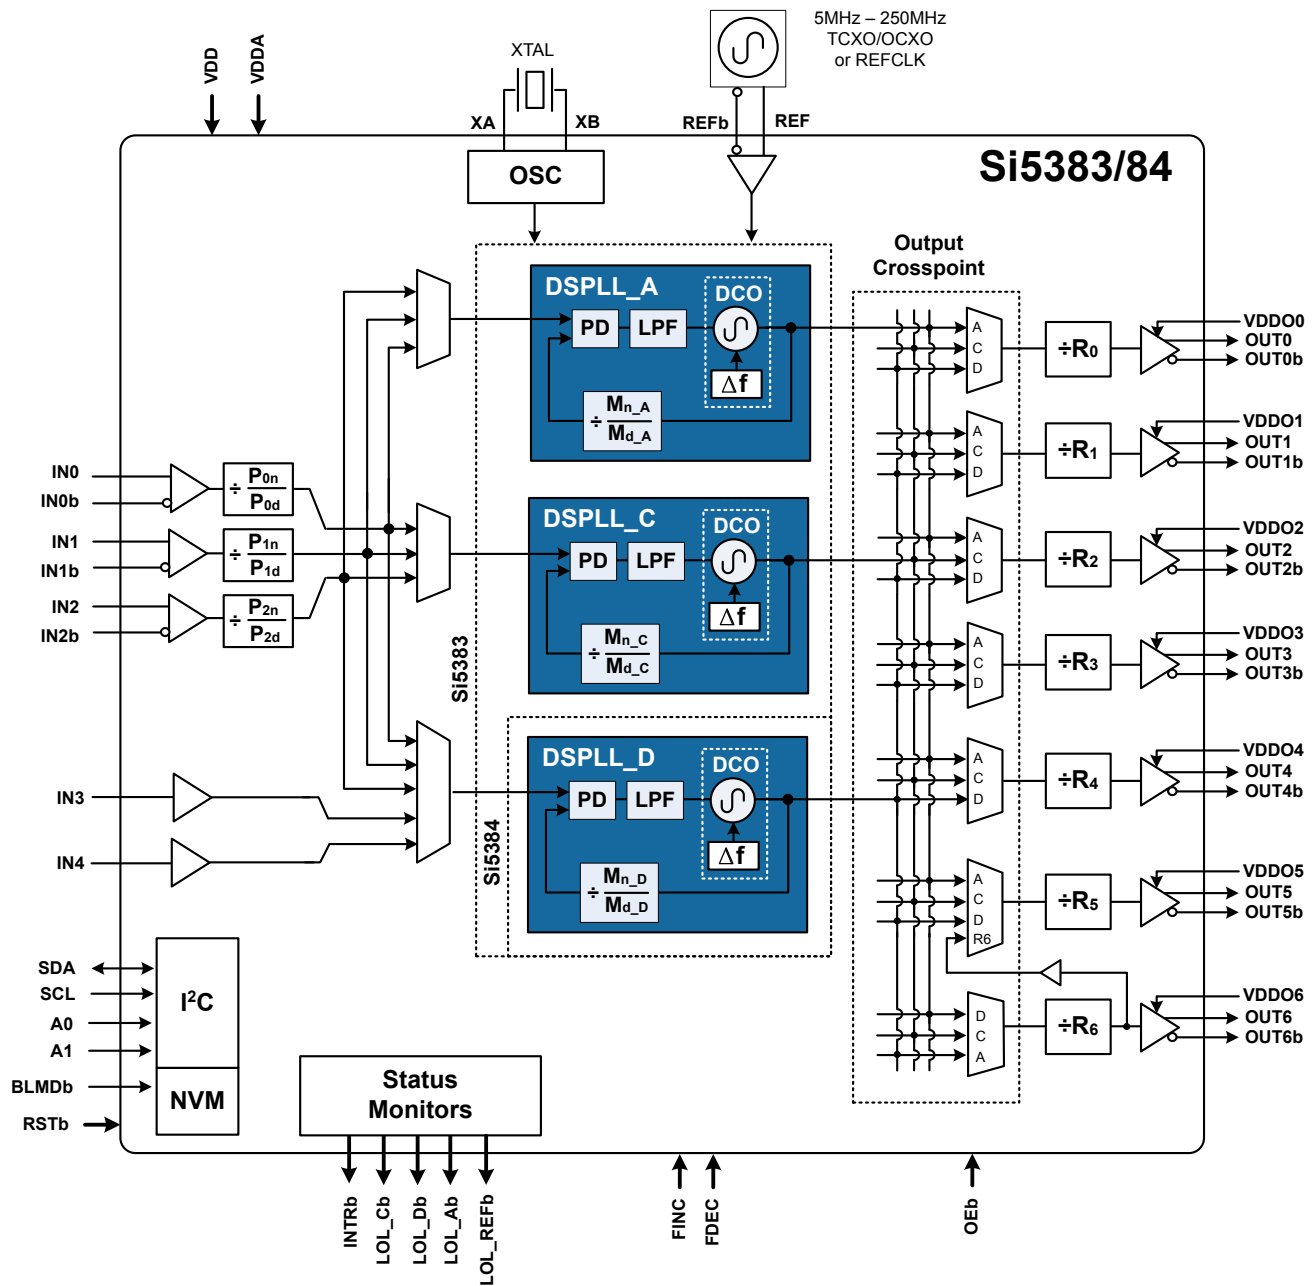 5MHz – 250MHz
TCXO/OCXO
or REFCLK
XTAL
VDD
VDDA
XA
XB
REFb
REF
OSC
Si5383/84
Output
Crosspoint
DSPLL_A
DCO
PD
LPF
Δf
÷ Mn_A
Md_A
DSPLL_C
DCO
PD
LPF
Δf
÷ Mn_C
Md_C
DSPLL_D
DCO
PD
LPF
Δf
÷ Mn_D
Md_D
Si5383
Si5384
IN0
IN0b
÷ P0n
P0d
IN1
IN1b
÷ P1n
P1d
IN2
IN2b
÷ P2n
P2d
IN3
IN4
A
C
D
÷R0
VDDO0
OUT0
OUT0b
A
C
D
÷R1
VDDO1
OUT1
OUT1b
A
C
D
÷R2
VDDO2
OUT2
OUT2b
A
C
D
÷R3
VDDO3
OUT3
OUT3b
A
C
D
÷R4
VDDO4
OUT4
OUT4b
A
C
D
R6
÷R5
VDDO5
OUT5
OUT5b
D
C
A
÷R6
VDDO6
OUT6
OUT6b
SDA
SCL
A0
A1
BLMDb
RSTb
I²C
NVM
Status
Monitors
INTRb
LOL_Cb
LOL_Db
LOL_Ab
LOL_REFb
FINC
FDEC
OEb